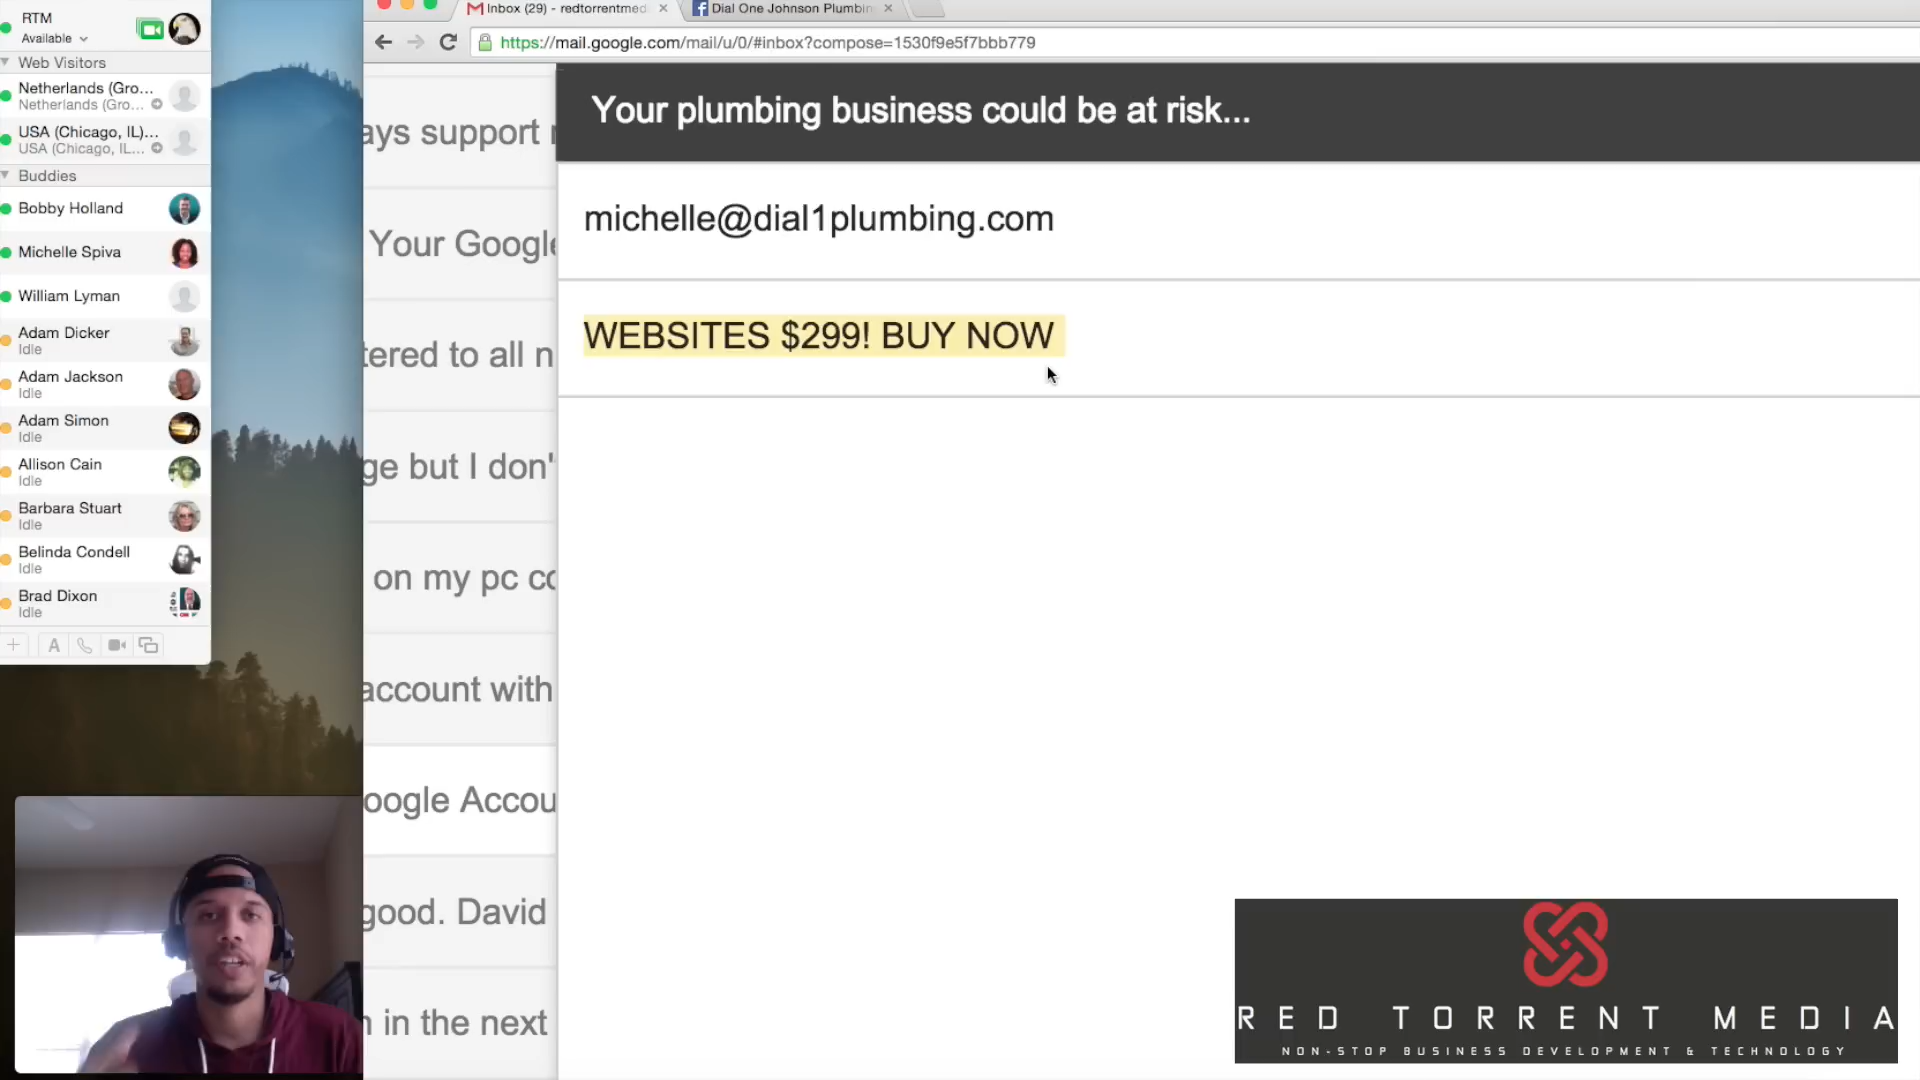 RTM
Available
Web Visitors
Netherlands (Gro...
Netherlands (Gro...
USA (Chicago, IL)...
USA (Chicago, IL...
Buddies
Bobby Holland
Michelle Spiva
William Lyman
Adam Dicker
Idle
Adam Jackson
Idle
Adam Simon
Idle
Allison Cain
Idle
Barbara Stuart
Idle
Belinda Condell
Idle
Brad Dixon
Idle
A
Inbox (29) - redtorrentmed
Dial One Johnson Plumbin
https://mail.google.com/mail/u/0/#inbox?compose=1530f9e5f7bbb779
ays support
Your Google
tered to all n
ge but I don'
on my pc co
account with
oogle Accou
good. David
in the next
Your plumbing business could be at risk...
michelle@dial1plumbing.com
WEBSITES $299! BUY NOW
RED TORRENT MEDIA
NON-STOP BUSINESS DEVELOPMENT & TECHNOLOGY